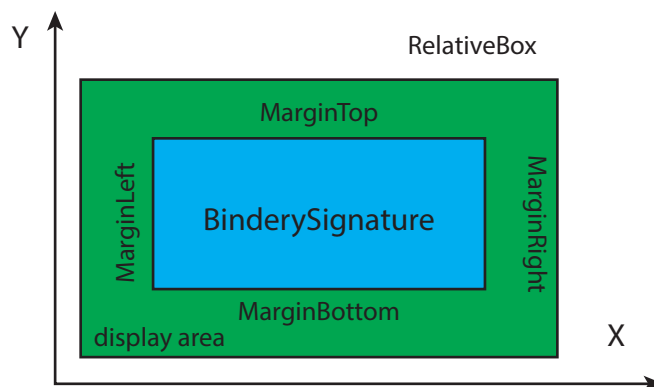 Y
RelativeBox
MarginTop
MarginLeft
BinderySignature
MarginRight
MarginBottom
display area
X